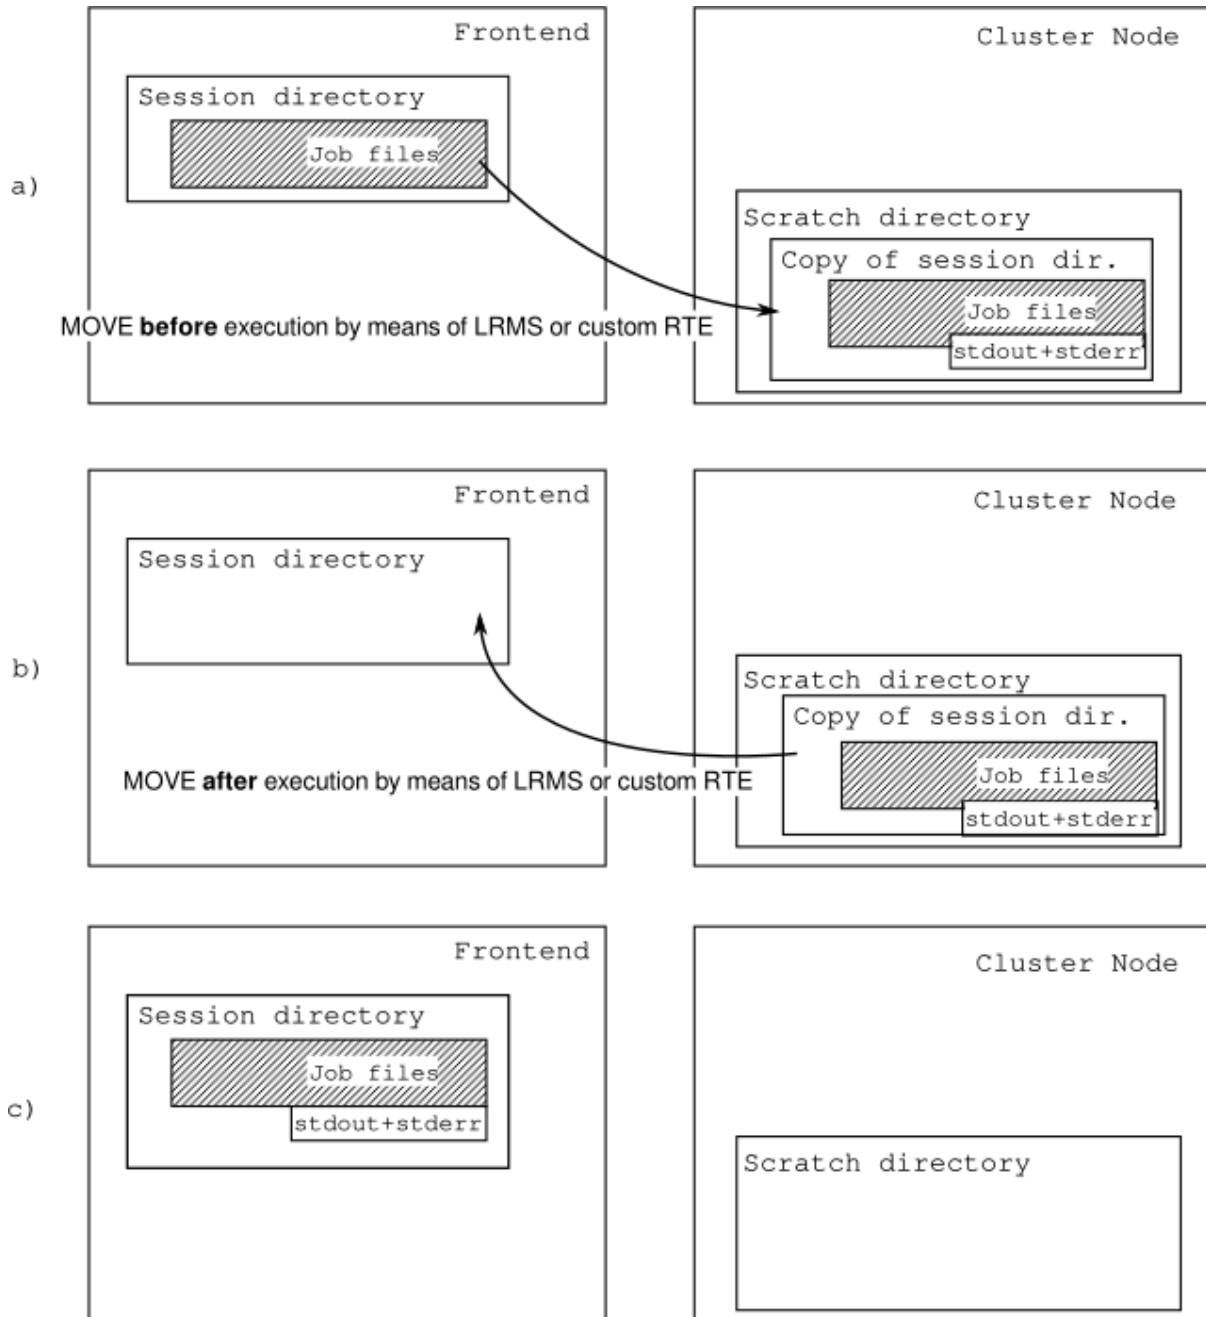 Frontend
Cluster Node
Session directory
Job files
a)
Scratch directory
Copy of session dir.
Job files
MOVE before execution by means of LRMS or custom RTE
stdout+stderr
Frontend
Cluster Node
Session directory
b)
Scratch directory
Copy of session dir.
Job files
MOVE after execution by means of LRMS or custom RTE
stdout+stderr
Frontend
Cluster Node
Session directory
Job files
c)
stdout+stderr
Scratch directory